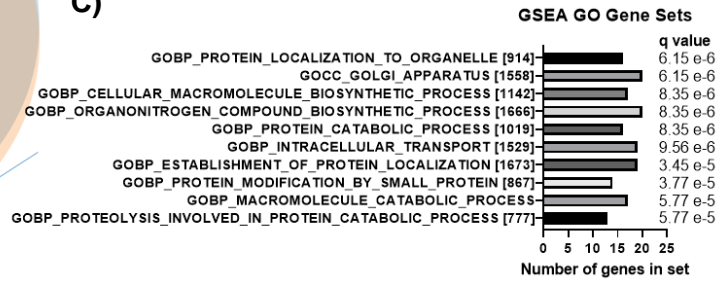 C)
GSEA GO Gene Sets
q value
GOBP_PROTEIN_LOCALIZATION_TO_ORGANELLE [914] 6.15 e-6
GOCC_GOLGI_APPARATUS [1558] 6.15 e-6
GOBP_CELLULAR_MACROMOLECULE_BIOSYNTHETIC_PROCESS [1142] 8.35 e-6
GOBP_ORGANONITROGEN_COMPOUND_BIOSYNTHETIC_PROCESS [1666] 8.35 e-6
GOBP_PROTEIN_CATABOLIC_PROCESS [1019] 8.35 e-6
GOBP_INTRACELLULAR_TRANSPORT [1529] 9.56 e-6
GOBP_ESTABLISHMENT_OF_PROTEIN_LOCALIZATION [1673] 3.45 e-5
GOBP_PROTEIN_MODIFICATION_BY_SMALL_PROTEIN [867] 3.77 e-5
GOBP_MACROMOLECULE_CATABOLIC_PROCESS 5.77 e-5
GOBP_PROTEOLYSIS_INVOLVED_IN_PROTEIN_CATABOLIC_PROCESS [777] 5.77 e-5
0 5 10 15 20 25
Number of genes in set